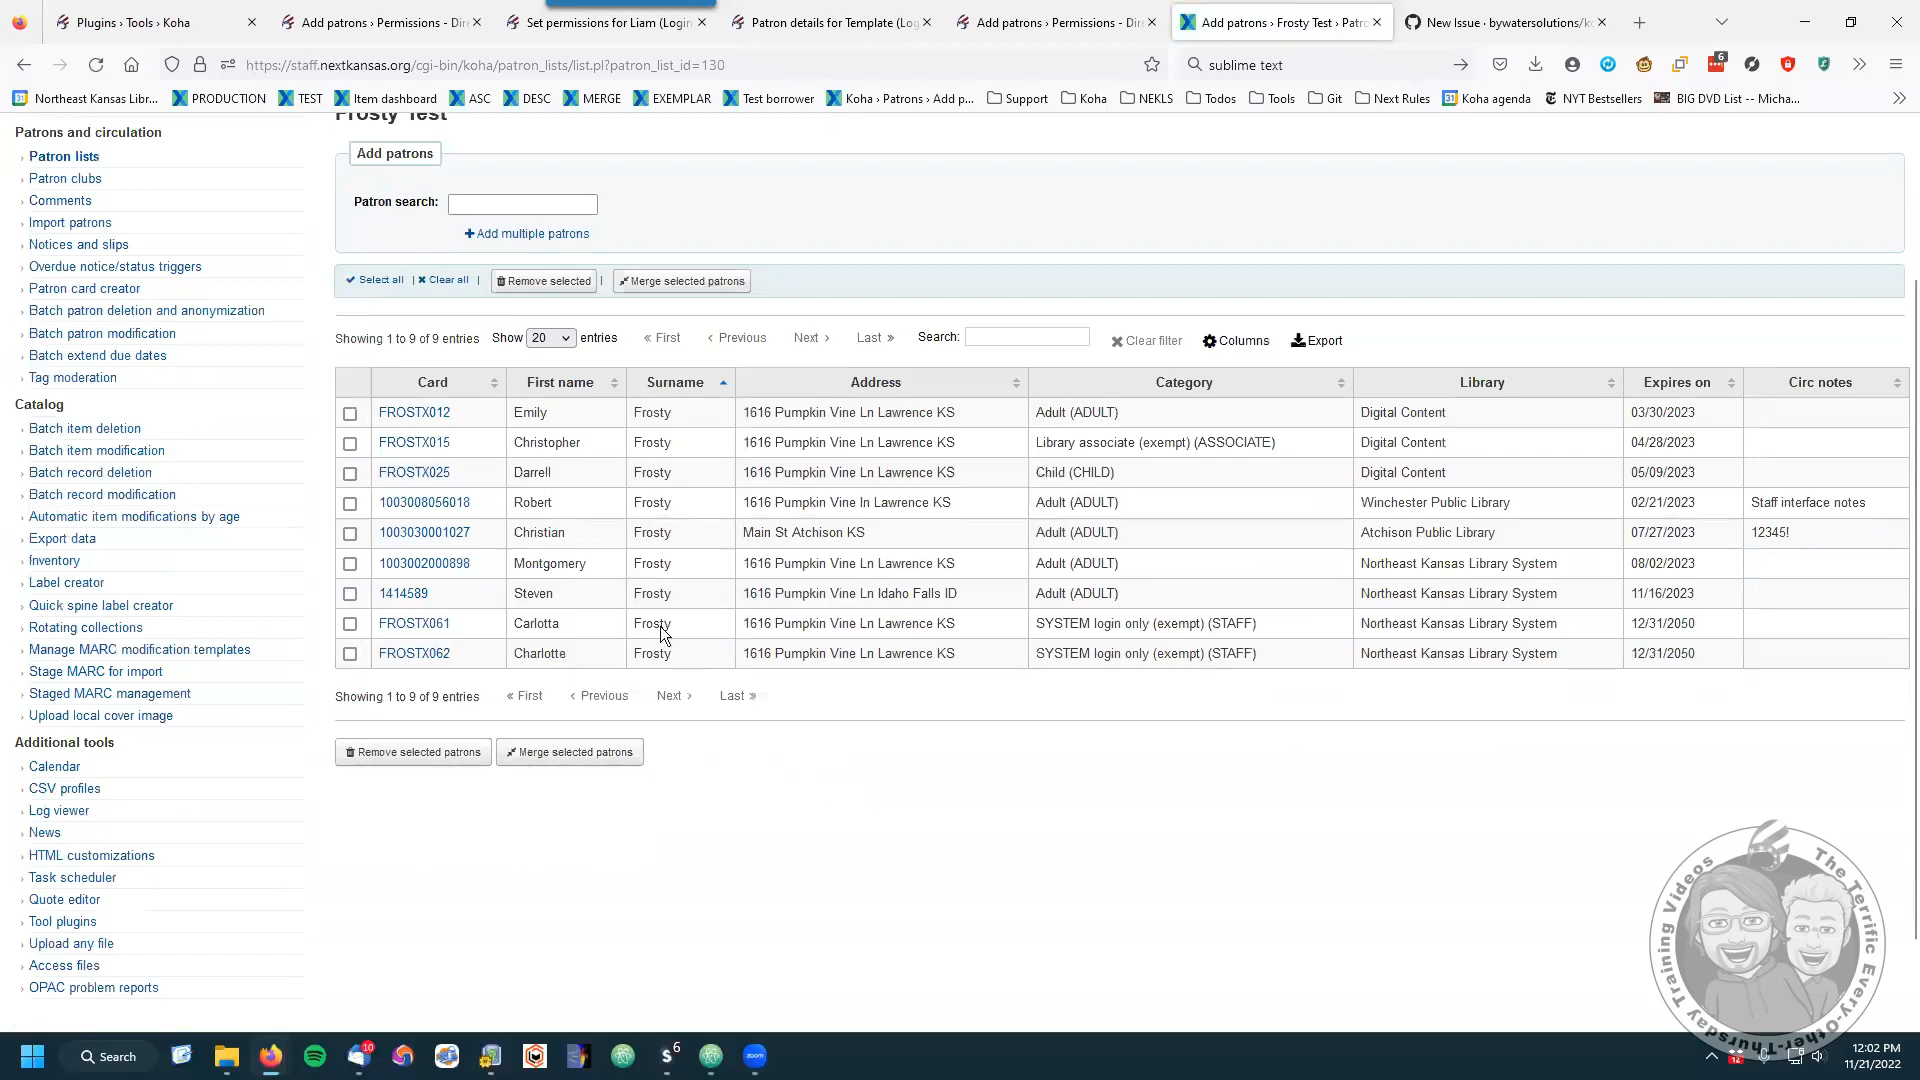 Plugins › Tools › Koha
Add patrons › Permissions - Dire
Set permissions for Liam (Login
Patron details for Template (Log
Add patrons › Permissions - Dire
Add patrons › Frosty Test › Patro
New Issue · bywatersolutions/k
https://staff.nextkansas.org/cgi-bin/koha/patron_lists/list.pl?patron_list_id=130
sublime text
6
Northeast Kansas Libr...
PRODUCTION
TEST
Item dashboard
ASC
DESC
MERGE
EXEMPLAR
Test borrower
Koha › Patrons › Add p...
Support
Koha
NEKLS
Todos
Tools
Git
Next Rules
Koha agenda
NYT Bestsellers
BIG DVD List -- Micha...
Patrons and circulation
Patron lists
Patron clubs
Comments
Import patrons
Notices and slips
Overdue notice/status triggers
Patron card creator
Batch patron deletion and anonymization
Batch patron modification
Batch extend due dates
Tag moderation
Catalog
Batch item deletion
Batch item modification
Batch record deletion
Batch record modification
Automatic item modifications by age
Export data
Inventory
Label creator
Quick spine label creator
Rotating collections
Manage MARC modification templates
Stage MARC for import
Staged MARC management
Upload local cover image
Additional tools
Calendar
CSV profiles
Log viewer
News
HTML customizations
Task scheduler
Quote editor
Tool plugins
Upload any file
Access files
OPAC problem reports
Frosty Test
Add patrons
Patron search:
Add multiple patrons
Select all | Clear all | Remove selected | Merge selected patrons
Showing 1 to 9 of 9 entries Show 20 entries « First ‹ Previous Next › Last » Search: Clear filter Columns Export
Card First name Surname Address Category Library Expires on Circ notes
FROSTX012 Emily Frosty 1616 Pumpkin Vine Ln Lawrence KS Adult (ADULT) Digital Content 03/30/2023
FROSTX015 Christopher Frosty 1616 Pumpkin Vine Ln Lawrence KS Library associate (exempt) (ASSOCIATE) Digital Content 04/28/2023
FROSTX025 Darrell Frosty 1616 Pumpkin Vine Ln Lawrence KS Child (CHILD) Digital Content 05/09/2023
1003008056018 Robert Frosty 1616 Pumpkin Vine ln Lawrence KS Adult (ADULT) Winchester Public Library 02/21/2023 Staff interface notes
1003030001027 Christian Frosty Main St Atchison KS Adult (ADULT) Atchison Public Library 07/27/2023 12345!
1003002000898 Montgomery Frosty 1616 Pumpkin Vine Ln Lawrence KS Adult (ADULT) Northeast Kansas Library System 08/02/2023
1414589 Steven Frosty 1616 Pumpkin Vine Ln Idaho Falls ID Adult (ADULT) Northeast Kansas Library System 11/16/2023
FROSTX061 Carlotta Frosty 1616 Pumpkin Vine Ln Lawrence KS SYSTEM login only (exempt) (STAFF) Northeast Kansas Library System 12/31/2050
FROSTX062 Charlotte Frosty 1616 Pumpkin Vine Ln Lawrence KS SYSTEM login only (exempt) (STAFF) Northeast Kansas Library System 12/31/2050
Showing 1 to 9 of 9 entries « First ‹ Previous Next › Last »
Remove selected patrons Merge selected patrons
The Terrific Every-Other-Thursday Training Videos
Search
10
6
zoom
12
12:02 PM
11/21/2022